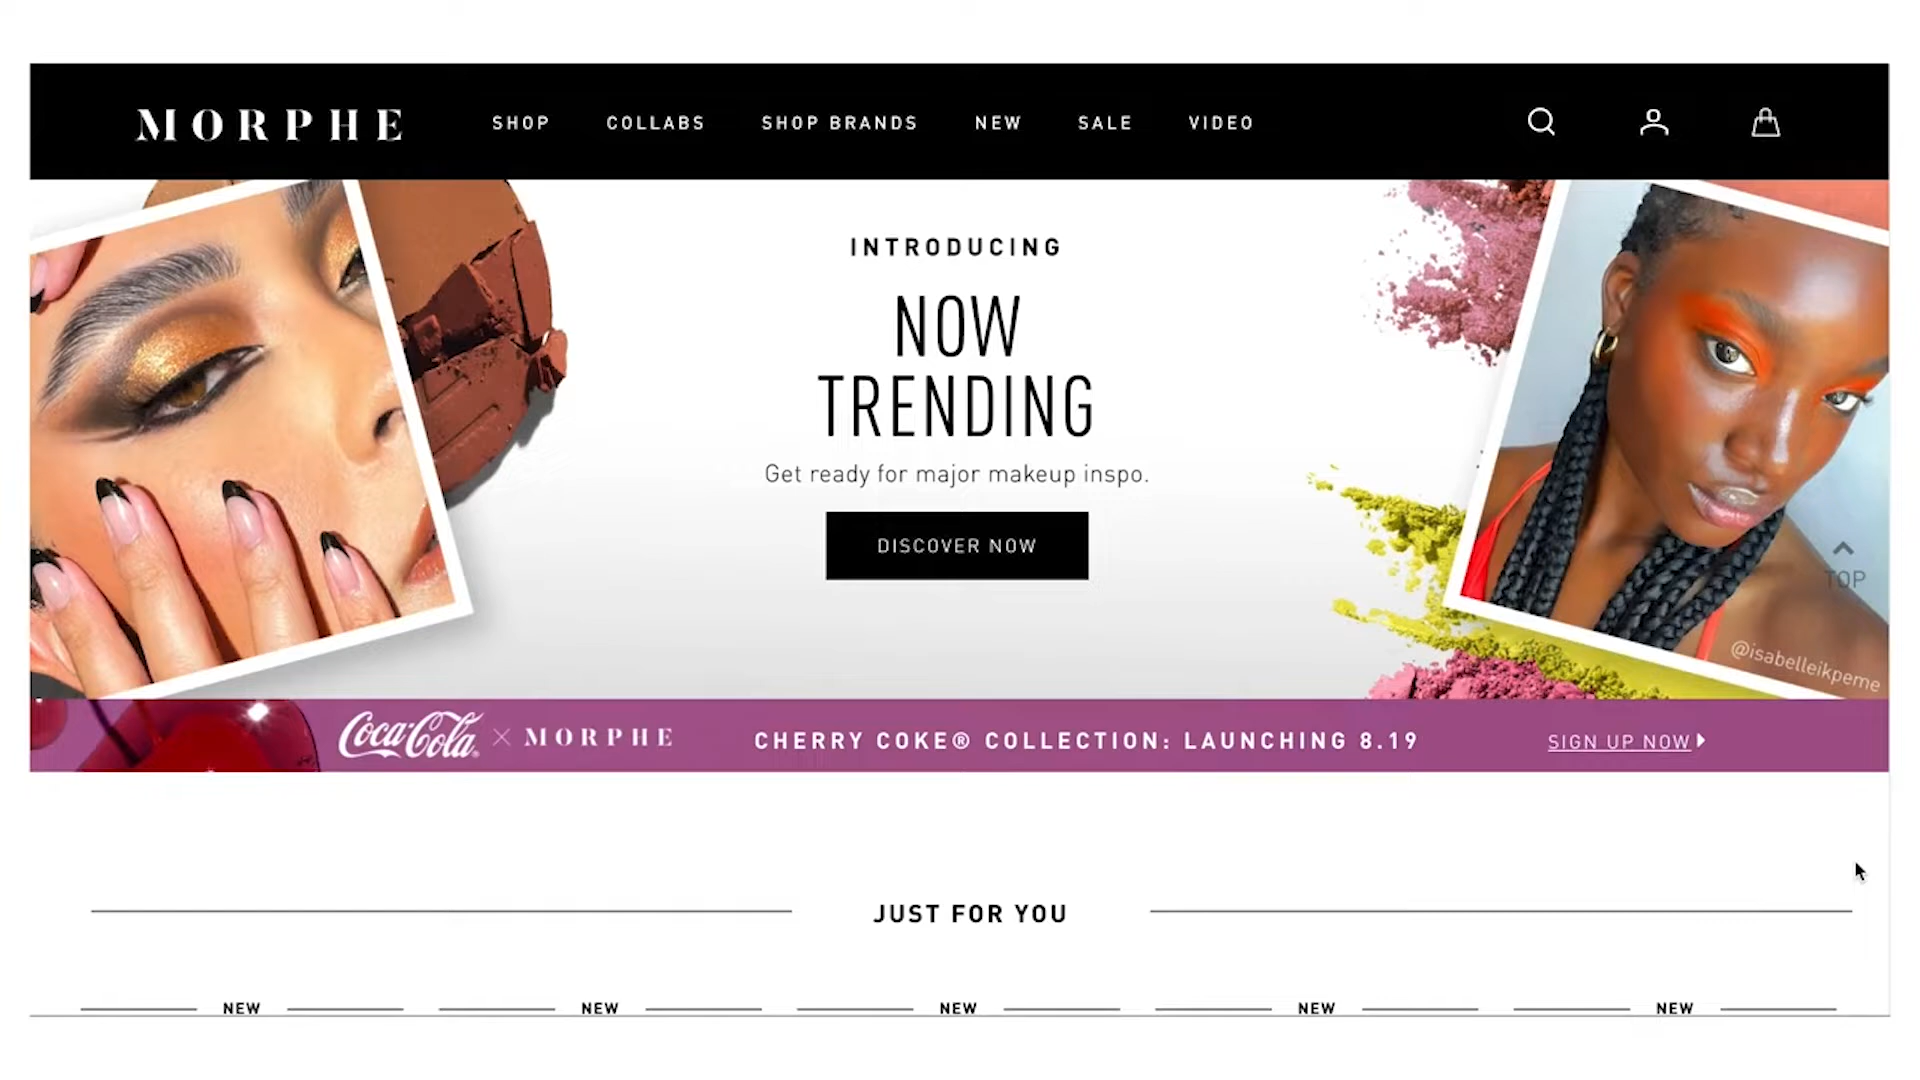 MORPHE SHOP COLLABS SHOP BRANDS NEW SALE VIDEO
INTRODUCING
NOW
TRENDING
Get ready for major makeup inspo.
DISCOVER NOW
TOP
@isabelleikpeme
Coca-Cola® × MORPHE CHERRY COKE® COLLECTION: LAUNCHING 8.19 SIGN UP NOW
JUST FOR YOU
NEW NEW NEW NEW NEW